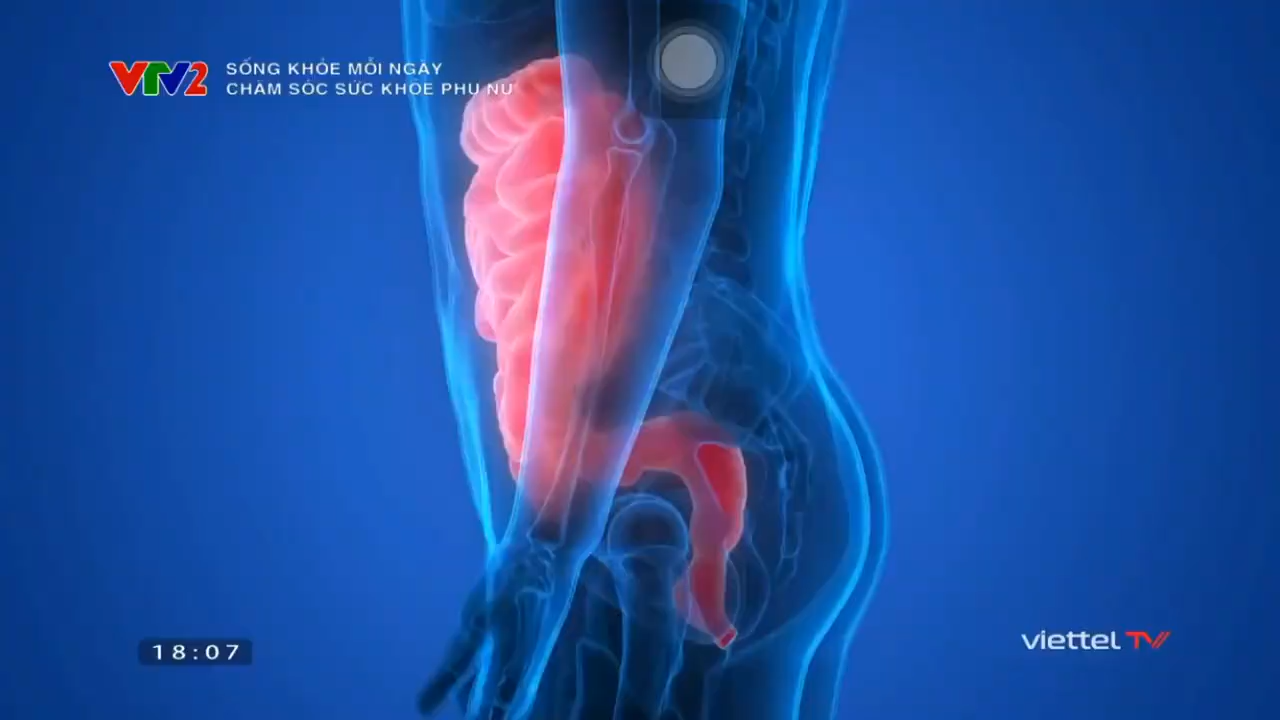 VTV2
SỐNG KHỎE MỖI NGÀY
CHĂM SÓC SỨC KHỎE PHỤ NỮ
18:07
viettel TV